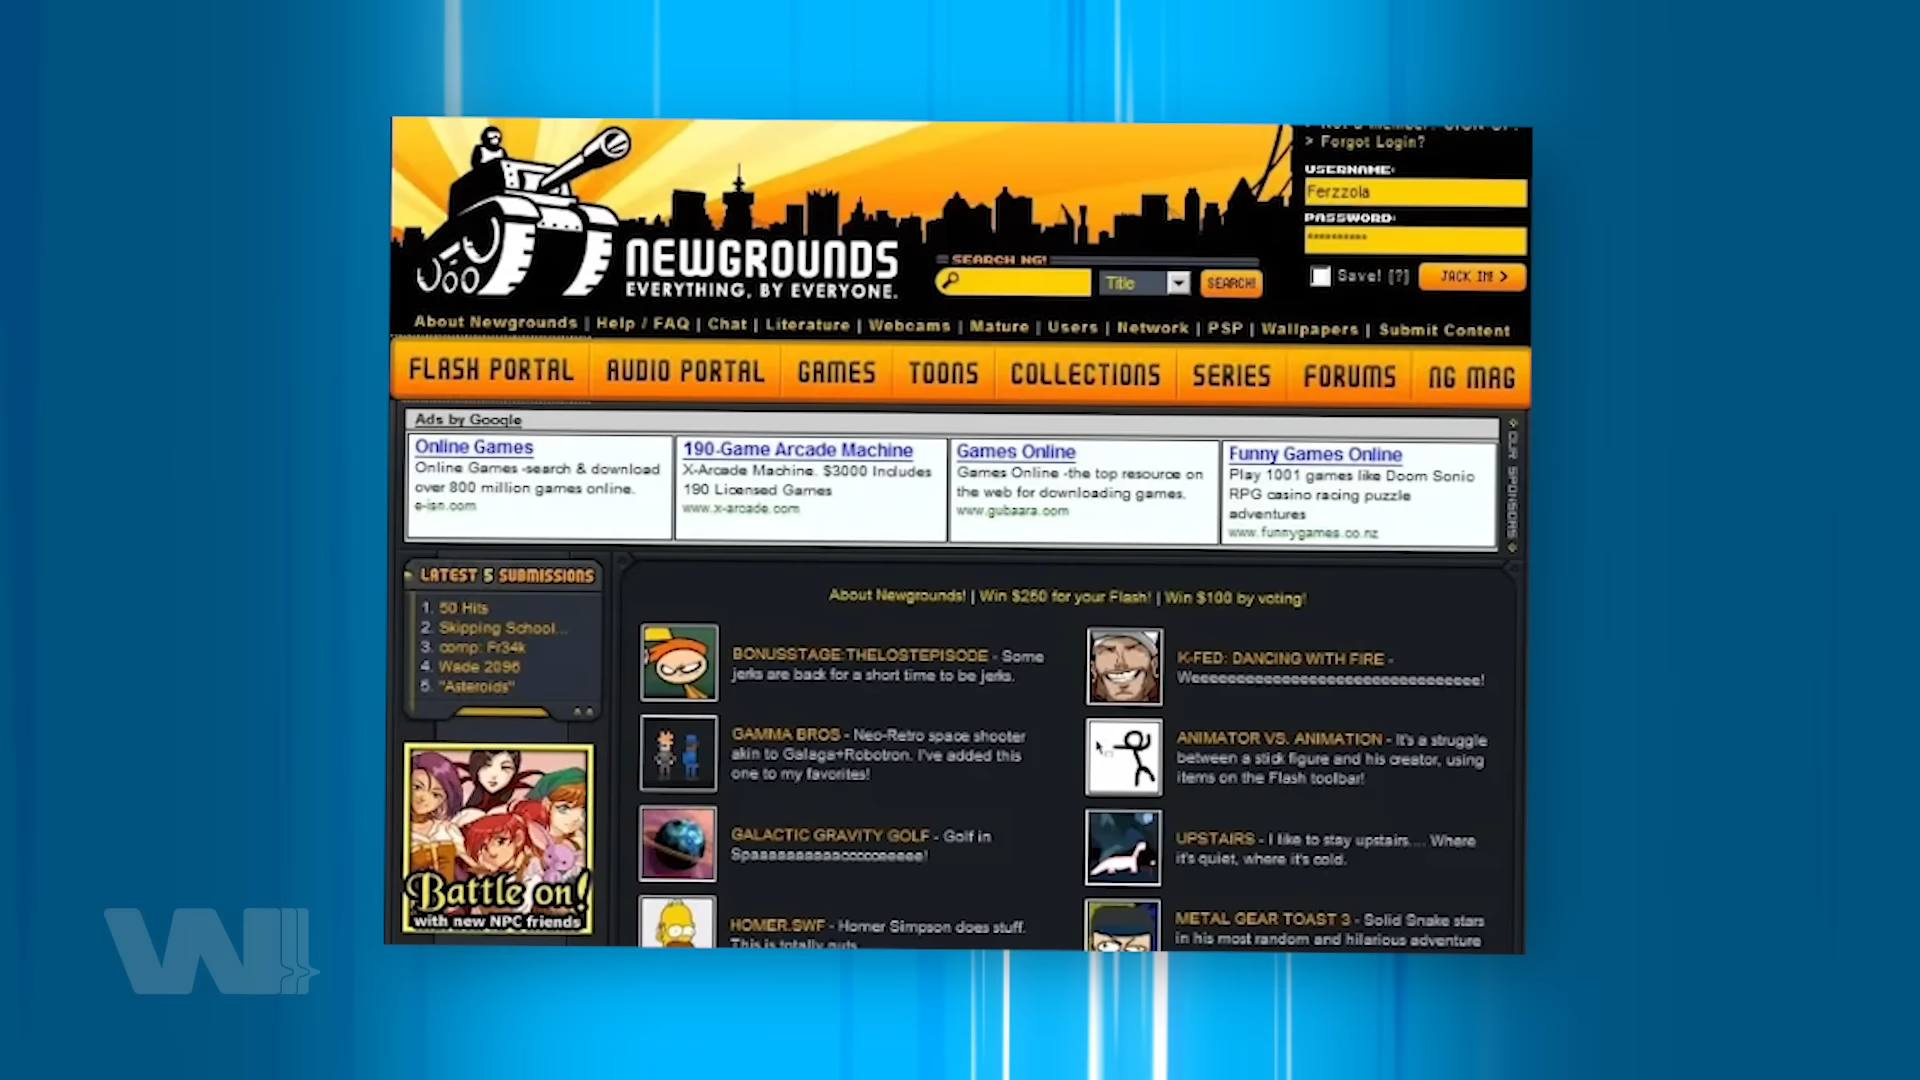 > Forgot Login?
USERNAME:
Ferzzola
PASSWORD:
**********
Save! [?]
JACK IN! >
NEWGROUNDS
EVERYTHING, BY EVERYONE.
SEARCH NG!
Title
SEARCH!
About Newgrounds | Help / FAQ | Chat | Literature | Webcams | Mature | Users | Network | PSP | Wallpapers | Submit Content
FLASH PORTAL
AUDIO PORTAL
GAMES
TOONS
COLLECTIONS
SERIES
FORUMS
NG MAG
Ads by Google
Online Games
Online Games -search & download
over 800 million games online.
e-isn.com
190-Game Arcade Machine
X-Arcade Machine. $3000 Includes
190 Licensed Games
www.x-arcade.com
Games Online
Games Online -the top resource on
the web for downloading games.
www.gubaara.com
Funny Games Online
Play 1001 games like Doom Sonio
RPG casino racing puzzle
adventures
www.funnygames.co.nz
OUR SPONSORS
LATEST 5 SUBMISSIONS
1. 50 Hits
2. Skipping School...
3. comp: Fr34k
4. Wade 2096
5. "Asteroids"
Battle on!
with new NPC friends
About Newgrounds! | Win $250 for your Flash! | Win $100 by voting!
BONUSSTAGE:THELOSTEPISODE - Some
jerks are back for a short time to be jerks.
GAMMA BROS - Neo-Retro space shooter
akin to Galaga+Robotron. I've added this
one to my favorites!
GALACTIC GRAVITY GOLF - Golf in
HOMER.SWF - Homer Simpson does stuff.
This is totally nuts.
K-FED: DANCING WITH FIRE -
ANIMATOR VS. ANIMATION - It's a struggle
between a stick figure and his creator, using
items on the Flash toolbar!
UPSTAIRS - I like to stay upstairs.... Where
it's quiet, where it's cold.
METAL GEAR TOAST 3 - Solid Snake stars
in his most random and hilarious adventure
W